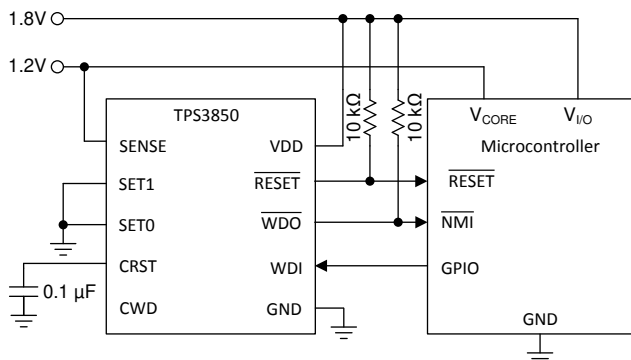 1.8V
1.2V
TPS3850
SENSE
SET1
SET0
CRST
CWD
VDD
RESET
WDO
WDI
GND
0.1 µF
10 kΩ
10 kΩ
VCORE
VI/O
Microcontroller
RESET
NMI
GPIO
GND